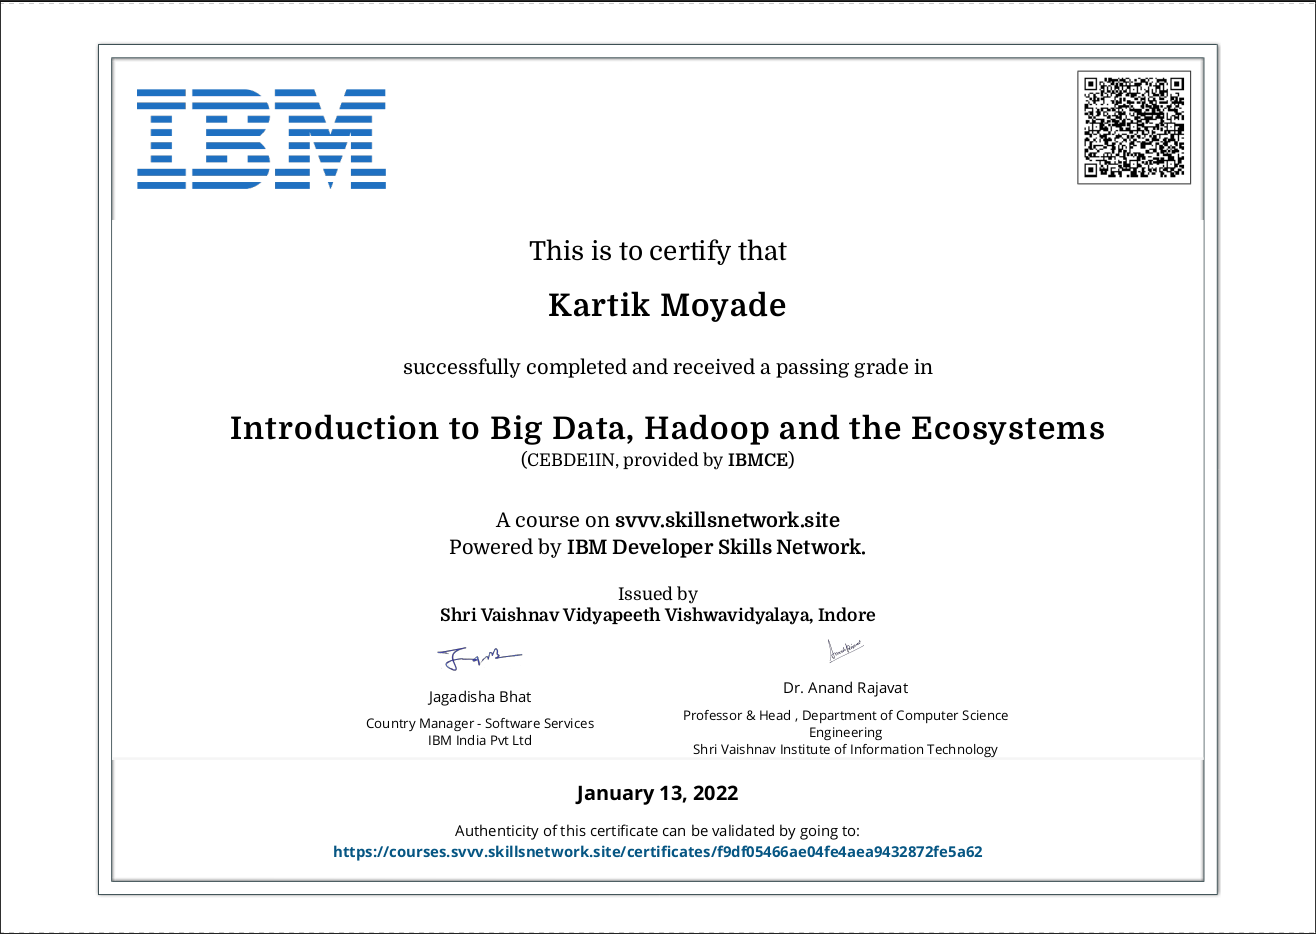 IBM
This is to certify that
Kartik Moyade
successfully completed and received a passing grade in
Introduction to Big Data, Hadoop and the Ecosystems
(CEBDE1IN, provided by IBMCE)
A course on svvv.skillsnetwork.site
Powered by IBM Developer Skills Network.
Issued by
Shri Vaishnav Vidyapeeth Vishwavidyalaya, Indore
Jagadisha Bhat
Country Manager - Software Services
IBM India Pvt Ltd
Dr. Anand Rajavat
Professor & Head , Department of Computer Science
Engineering
Shri Vaishnav Institute of Information Technology
January 13, 2022
Authenticity of this certificate can be validated by going to:
https://courses.svvv.skillsnetwork.site/certificates/f9df05466ae04fe4aea9432872fe5a62